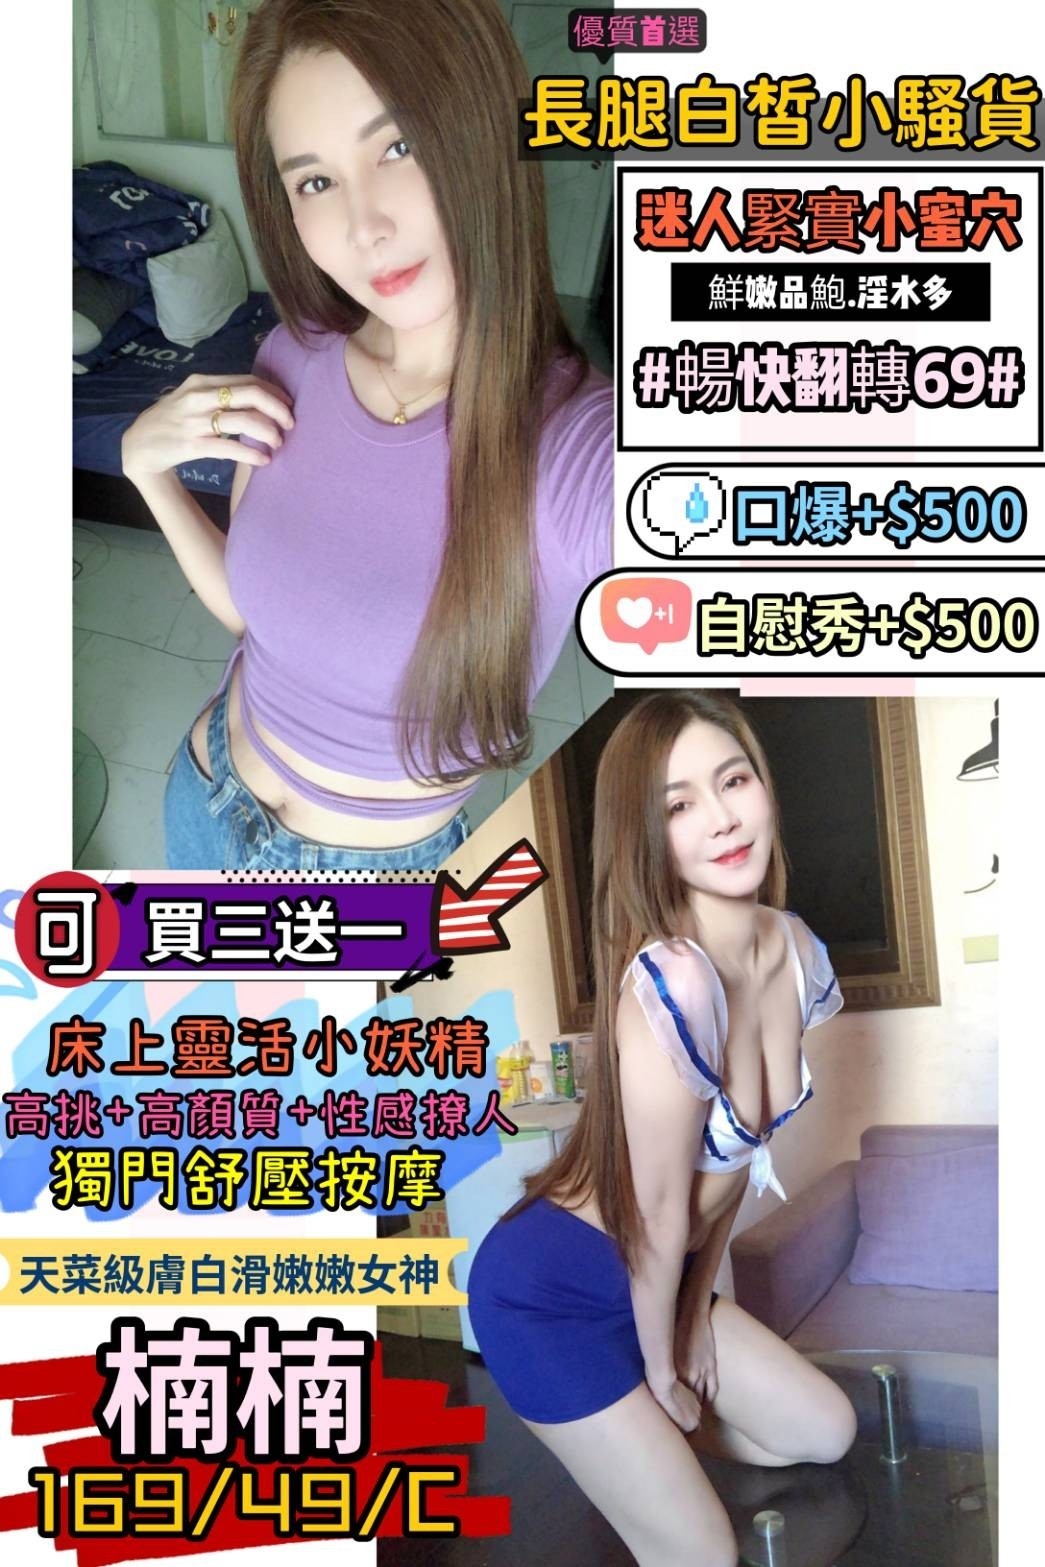 優質首選
長腿白皙小騷貨
迷人緊實小蜜穴
鮮嫩品鮑.淫水多
#暢快翻轉69#
口爆+$500
+1
自慰秀+$500
可 買三送一
床上靈活小妖精
高挑+高顏質+性感撩人
獨門舒壓按摩
天菜級膚白滑嫩嫩女神
楠楠
169/49/C
LOVE